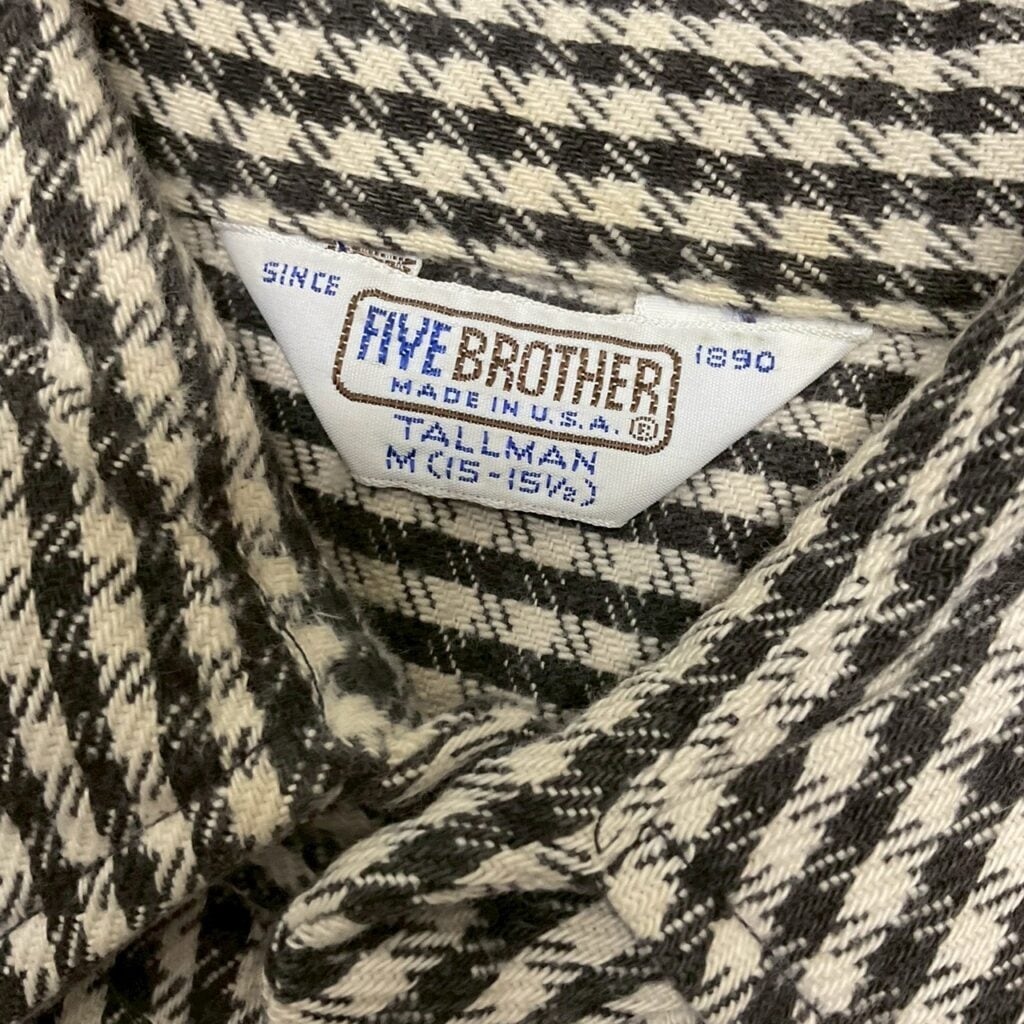 SINCE 1890
FIVE BROTHER
MADE IN U.S.A. ®
TALLMAN
M (15-15½)